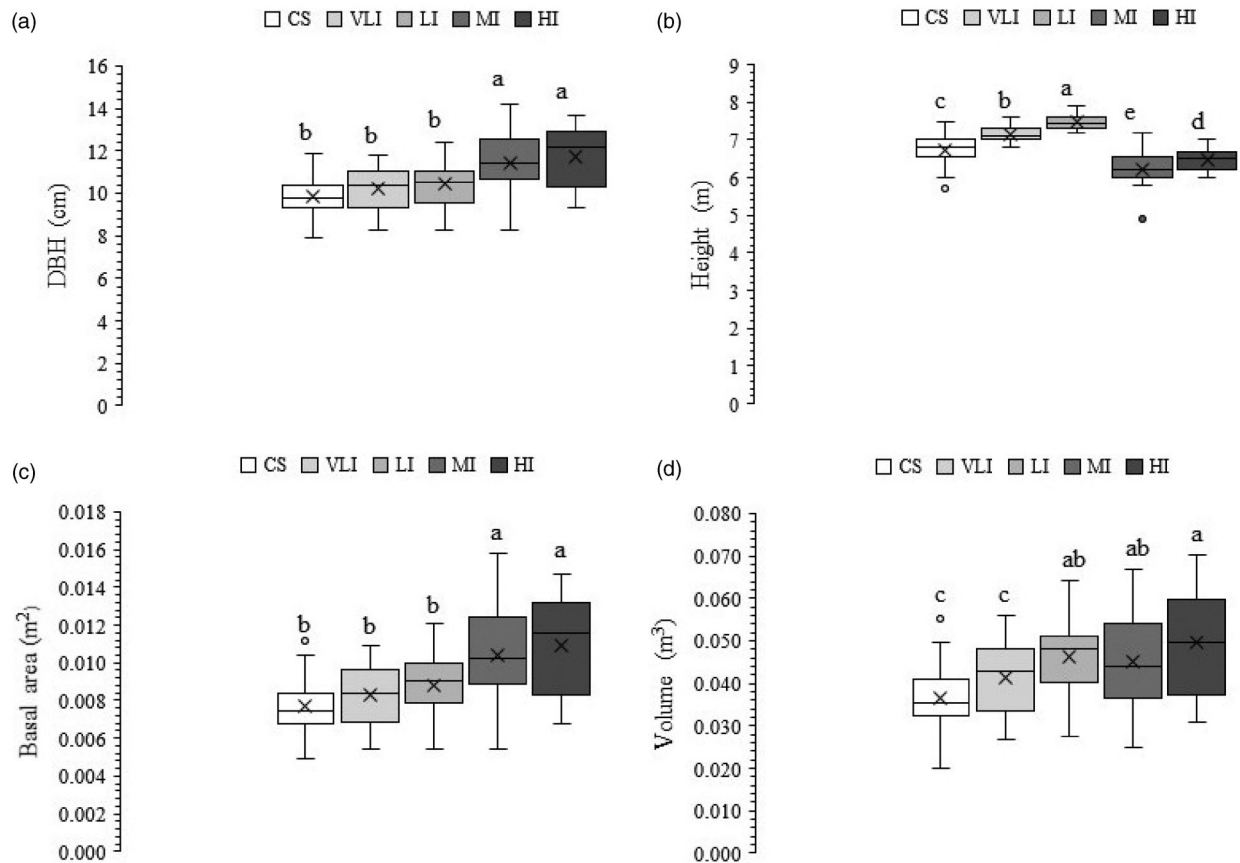 (a)
CS VLI LI MI HI
DBH (cm)
16
14
12
10
8
6
4
2
0
b
b
b
a
a
(b)
CS VLI LI MI HI
Height (m)
9
8
7
6
5
4
3
2
1
0
c
b
a
e
d
(c)
CS VLI LI MI HI
Basal area (m²)
0.018
0.016
0.014
0.012
0.010
0.008
0.006
0.004
0.002
0.000
b
b
b
a
a
(d)
CS VLI LI MI HI
Volume (m³)
0.080
0.070
0.060
0.050
0.040
0.030
0.020
0.010
0.000
c
c
ab
ab
a